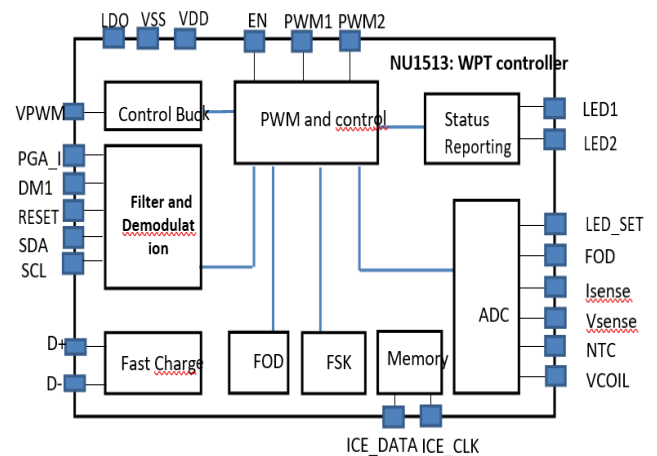 LDO VSS VDD EN PWM1 PWM2
NU1513: WPT controller
VPWM
Control Buck
PWM and control
Status
Reporting
LED1
LED2
PGA_I
DM1
RESET
SDA
SCL
Filter and
Demodulat
ion
LED_SET
FOD
Isense
Vsense
NTC
VCOIL
ADC
D+
D-
Fast Charge
FOD
FSK
Memory
ICE_DATA ICE_CLK